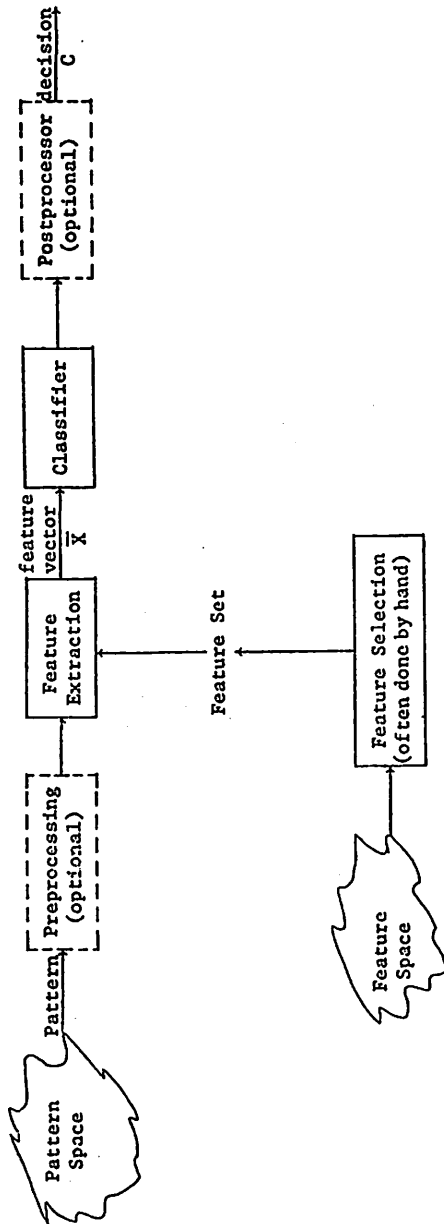 Pattern
Space
Pattern
Preprocessing
(optional)
Feature
Extraction
feature
vector
X̅
Classifier
Postprocessor
(optional)
decision
C
Feature Set
Feature
Space
Feature Selection
(often done by hand)